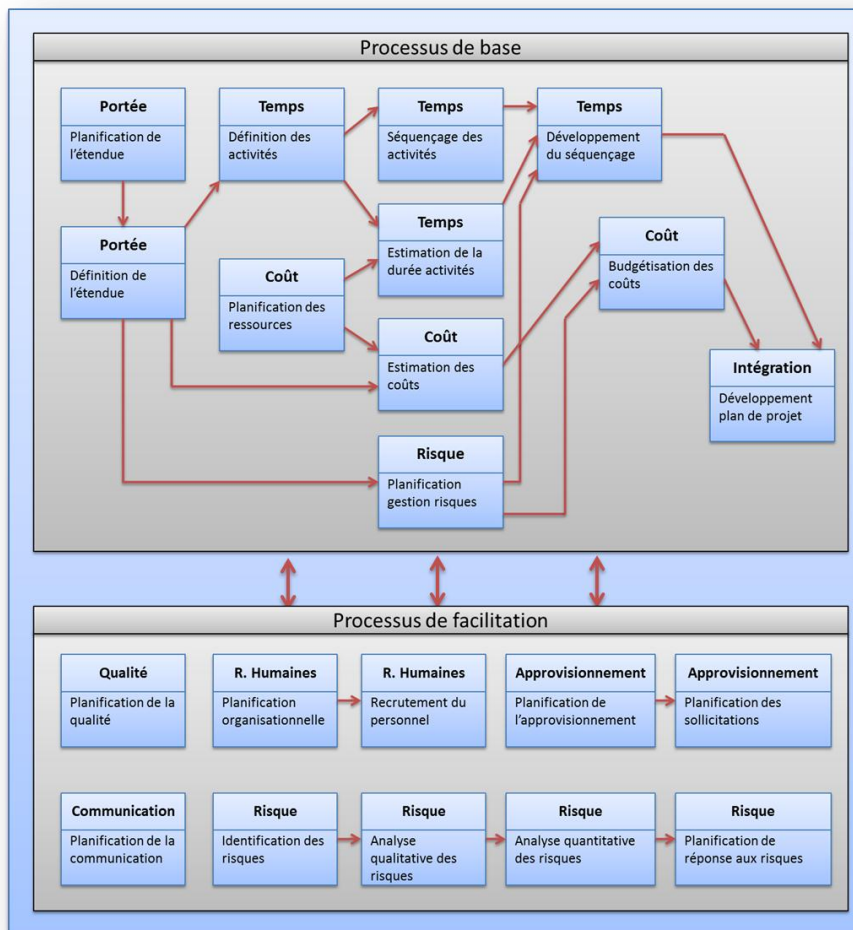 Processus de base
Portée
Planification de
l'étendue
Temps
Définition des
activités
Temps
Séquençage des
activités
Temps
Développement
du séquençage
Portée
Définition de
l'étendue
Coût
Planification des
ressources
Temps
Estimation de la
durée activités
Coût
Budgétisation des
coûts
Coût
Estimation des
coûts
Intégration
Développement
plan de projet
Risque
Planification
gestion risques
Processus de facilitation
Qualité
Planification de la
qualité
R. Humaines
Planification
organisationnelle
R. Humaines
Recrutement du
personnel
Approvisionnement
Planification de
l'approvisionnement
Approvisionnement
Planification des
sollicitations
Communication
Planification de la
communication
Risque
Identification des
risques
Risque
Analyse
qualitative des
risques
Risque
Analyse quantitative
des risques
Risque
Planification de
réponse aux risques